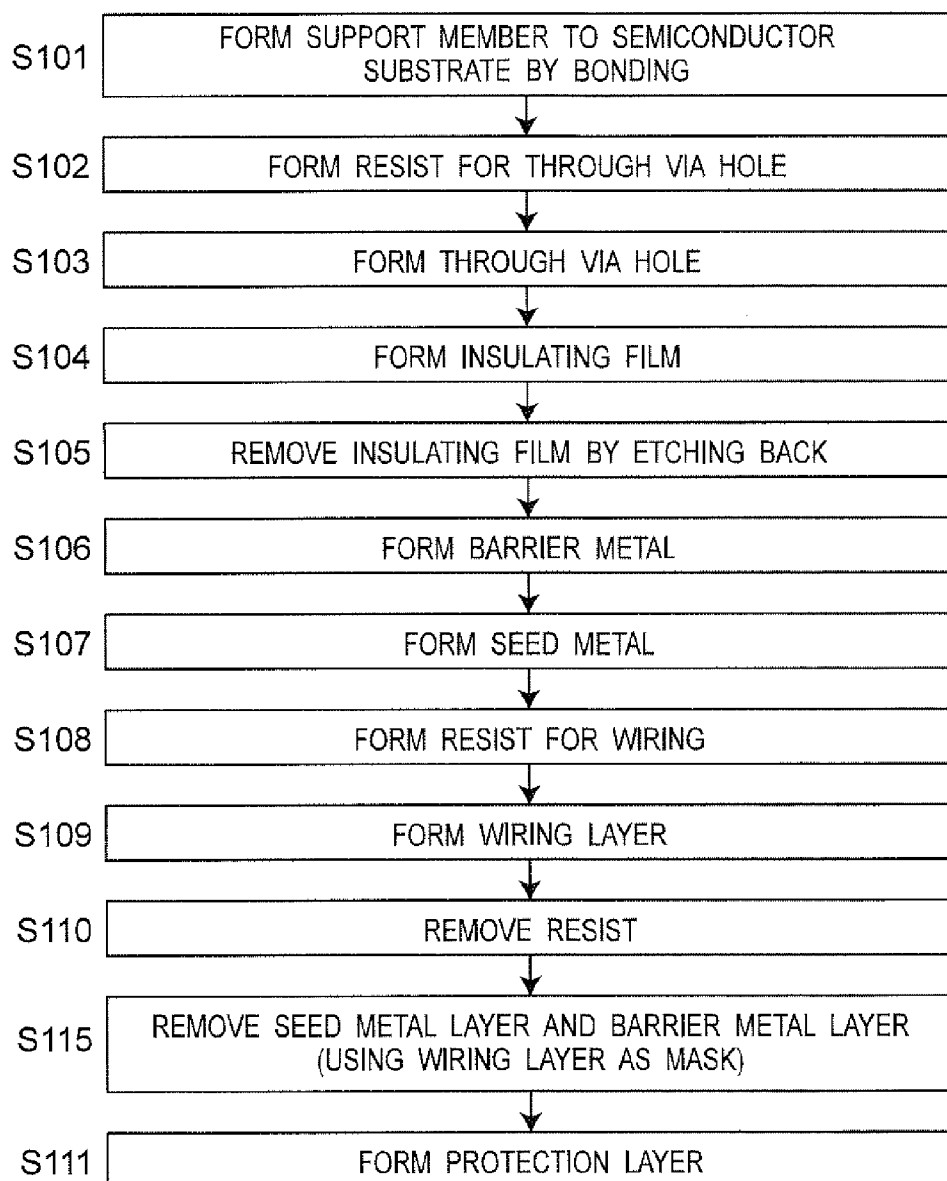 S101 FORM SUPPORT MEMBER TO SEMICONDUCTOR
SUBSTRATE BY BONDING
S102 FORM RESIST FOR THROUGH VIA HOLE
S103 FORM THROUGH VIA HOLE
S104 FORM INSULATING FILM
S105 REMOVE INSULATING FILM BY ETCHING BACK
S106 FORM BARRIER METAL
S107 FORM SEED METAL
S108 FORM RESIST FOR WIRING
S109 FORM WIRING LAYER
S110 REMOVE RESIST
S115 REMOVE SEED METAL LAYER AND BARRIER METAL LAYER
(USING WIRING LAYER AS MASK)
S111 FORM PROTECTION LAYER